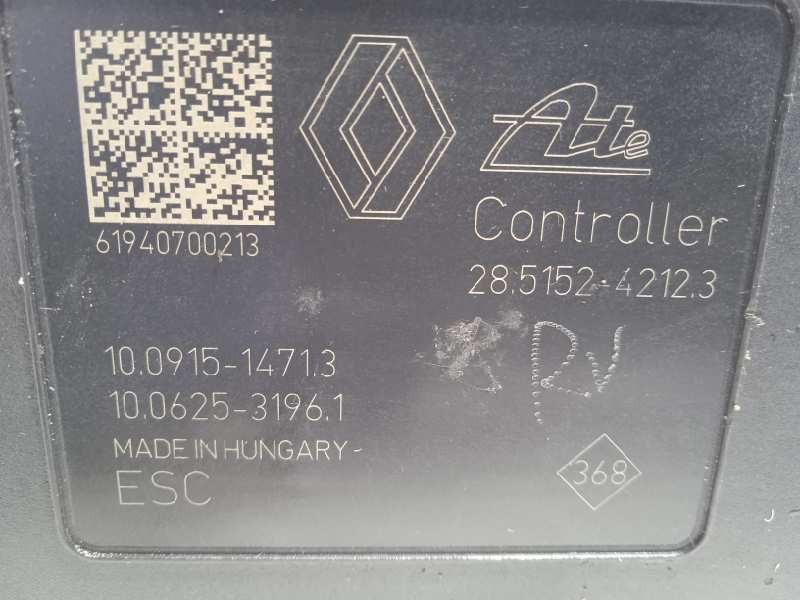 61940700213
Ate
Controller
28.5152-4212.3
10.0915-1471.3
10.0625-3196.1
MADE IN HUNGARY-
ESC
368